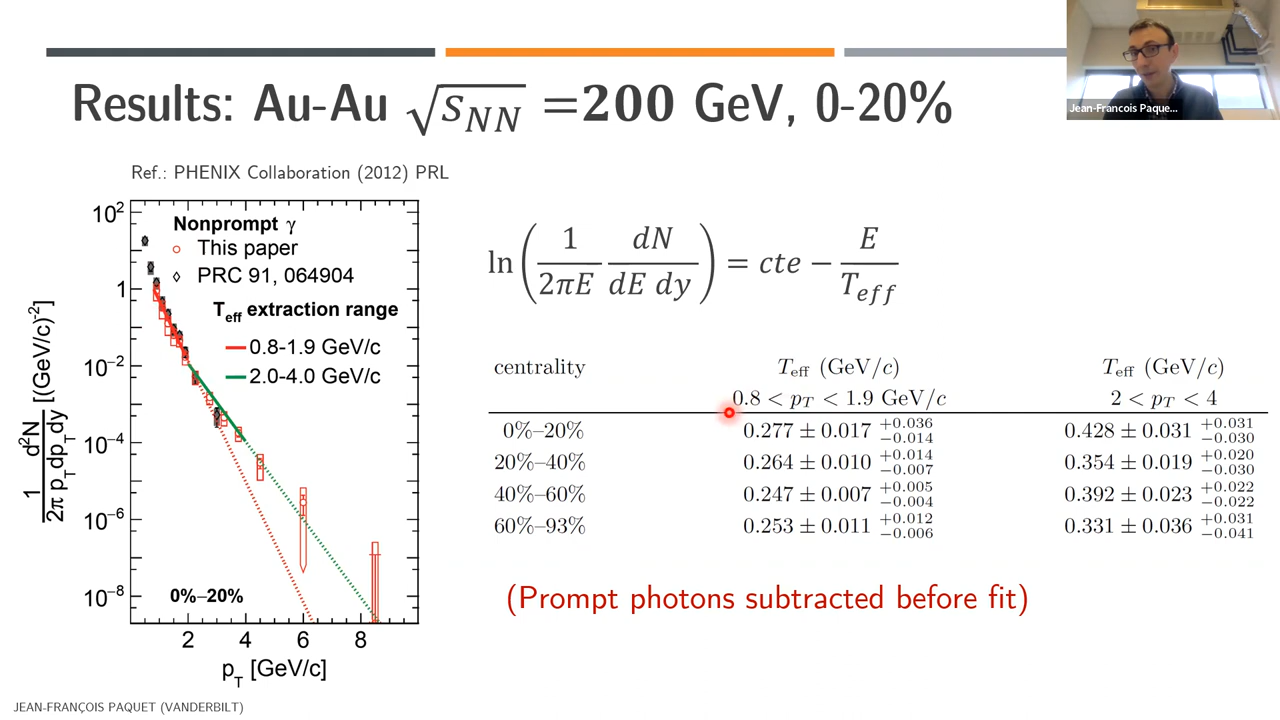 Results: Au-Au √s_NN =200 GeV, 0-20%
Jean-Francois Paque...
Ref.: PHENIX Collaboration (2012) PRL
10²
1
10⁻²
10⁻⁴
10⁻⁶
10⁻⁸
1/(2π p_T) d²N/(dp_T dy) [(GeV/c)⁻²]
Nonprompt γ
This paper
PRC 91, 064904
T_eff extraction range
0.8-1.9 GeV/c
2.0-4.0 GeV/c
0%–20%
2 4 6 8
p_T [GeV/c]
ln(1/(2πE) dN/(dE dy)) = cte − E/T_eff
centrality T_eff (GeV/c) T_eff (GeV/c)
0.8 < p_T < 1.9 GeV/c 2 < p_T < 4
0%–20% 0.277 ± 0.017 +0.036 −0.014 0.428 ± 0.031 +0.031 −0.030
20%–40% 0.264 ± 0.010 +0.014 −0.007 0.354 ± 0.019 +0.020 −0.030
40%–60% 0.247 ± 0.007 +0.005 −0.004 0.392 ± 0.023 +0.022 −0.022
60%–93% 0.253 ± 0.011 +0.012 −0.006 0.331 ± 0.036 +0.031 −0.041
(Prompt photons subtracted before fit)
JEAN-FRANÇOIS PAQUET (VANDERBILT)